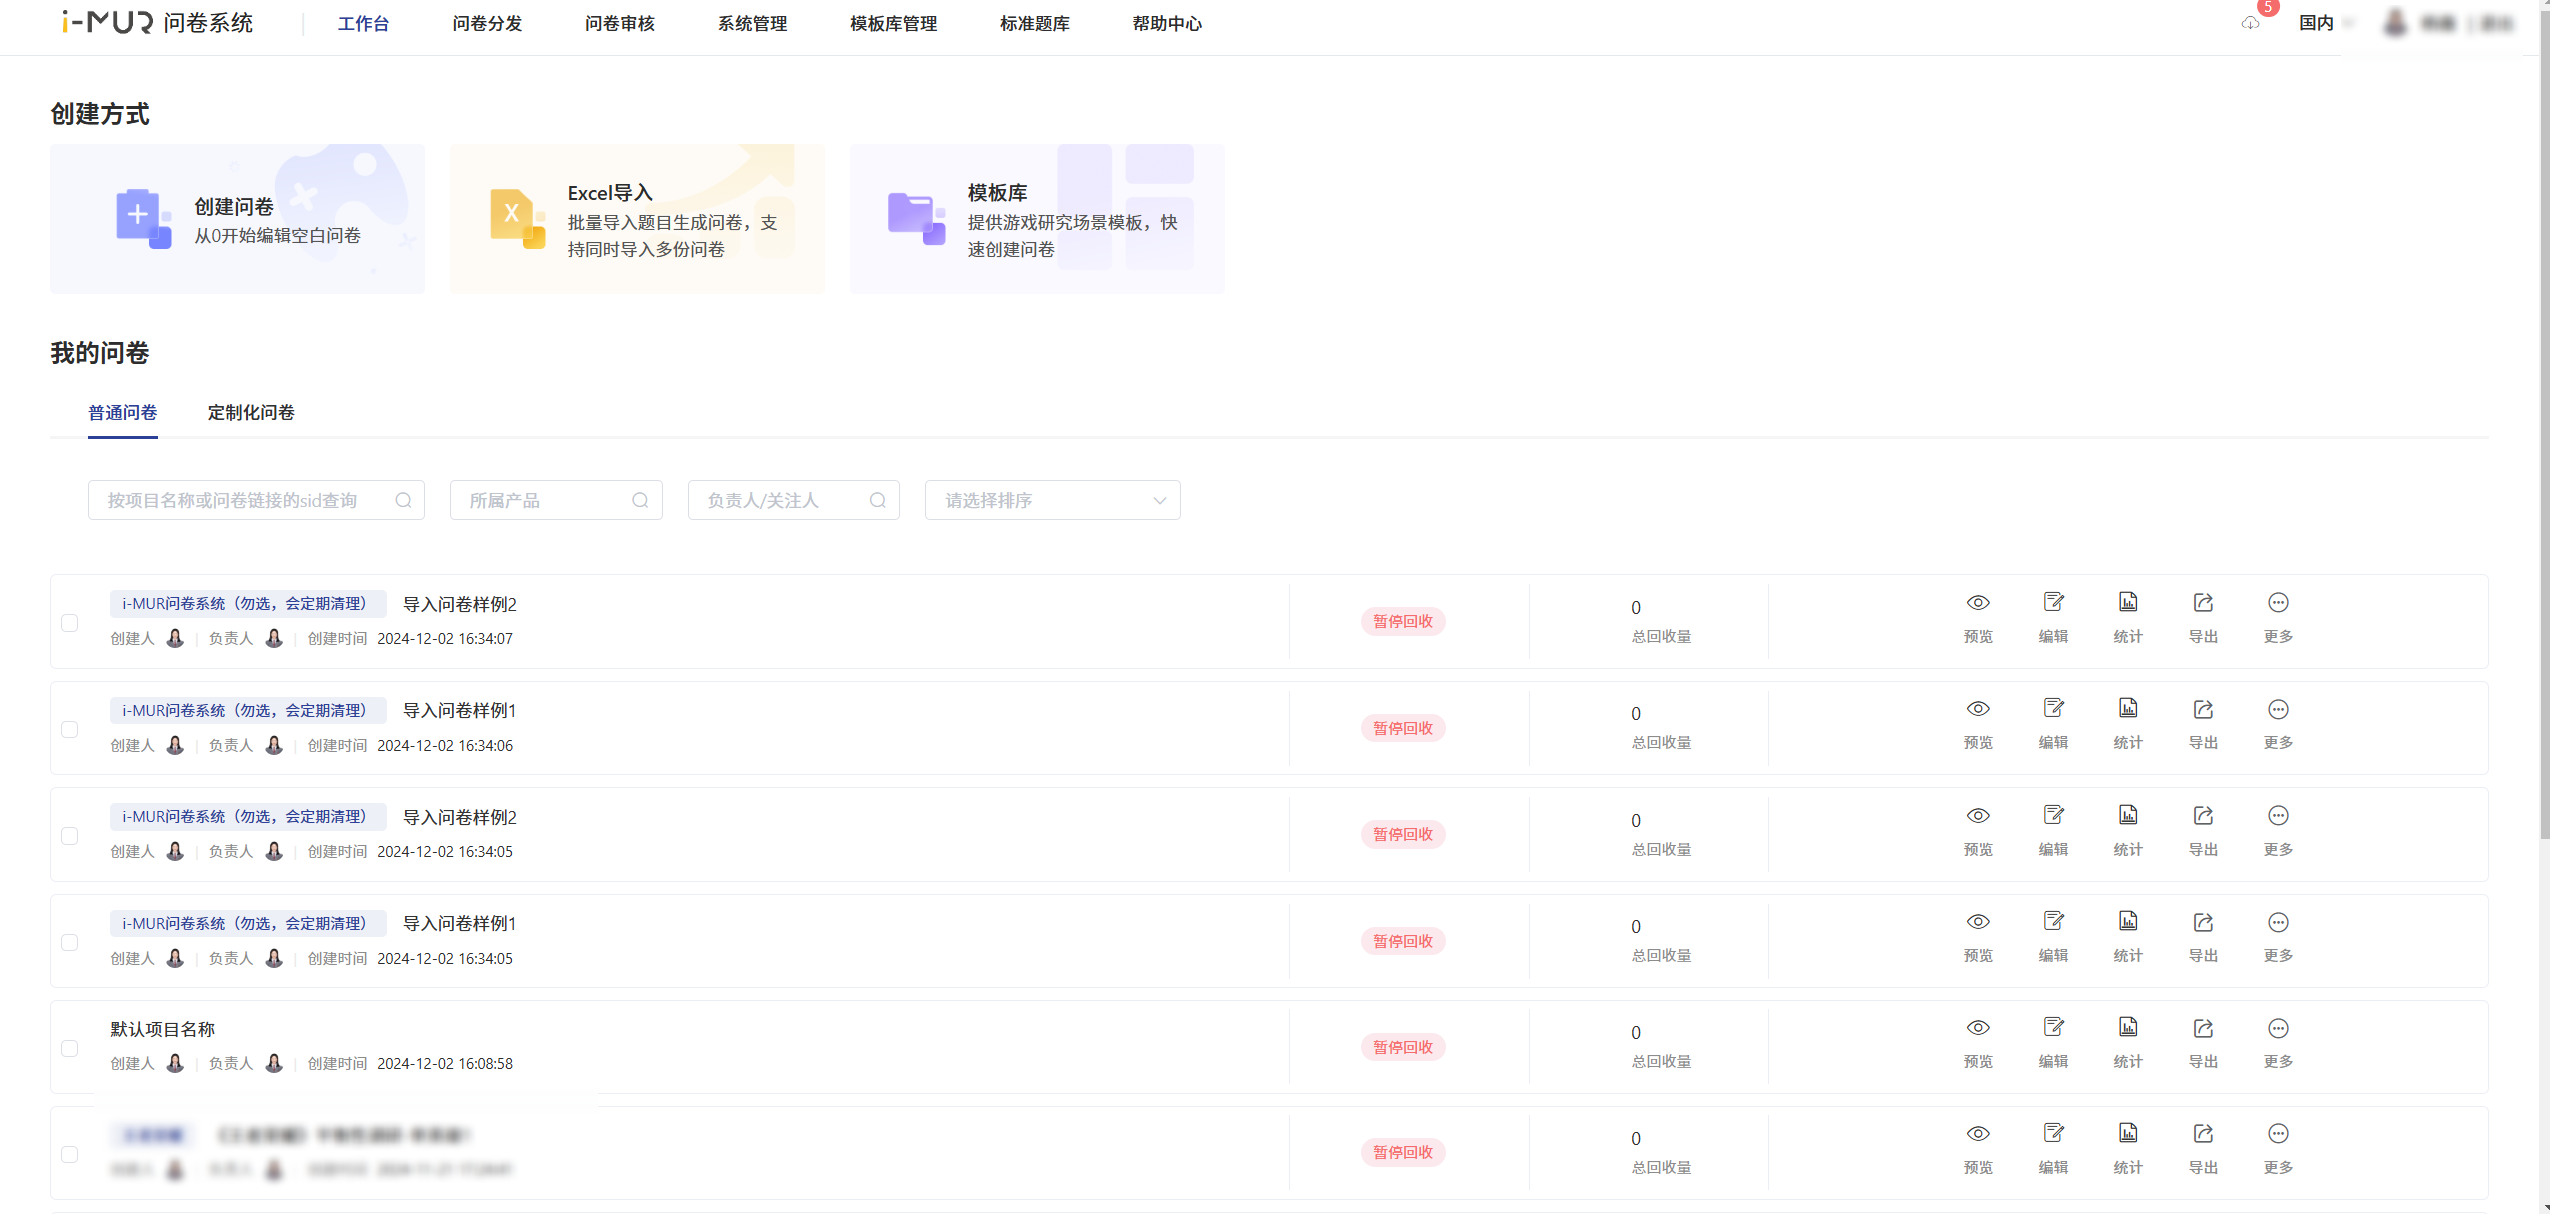 i-MUR 问卷系统 工作台 问卷分发 问卷审核 系统管理 模板库管理 标准题库 帮助中心 5 国内
创建方式
创建问卷
从0开始编辑空白问卷
X
Excel导入
批量导入题目生成问卷，支
持同时导入多份问卷
模板库
提供游戏研究场景模板，快
速创建问卷
我的问卷
普通问卷 定制化问卷
按项目名称或问卷链接的sid查询 所属产品 负责人/关注人 请选择排序
i-MUR问卷系统（勿选，会定期清理） 导入问卷样例2
创建人 负责人 创建时间 2024-12-02 16:34:07
暂停回收
0
总回收量
预览 编辑 统计 导出 更多
i-MUR问卷系统（勿选，会定期清理） 导入问卷样例1
创建人 负责人 创建时间 2024-12-02 16:34:06
暂停回收
0
总回收量
预览 编辑 统计 导出 更多
i-MUR问卷系统（勿选，会定期清理） 导入问卷样例2
创建人 负责人 创建时间 2024-12-02 16:34:05
暂停回收
0
总回收量
预览 编辑 统计 导出 更多
i-MUR问卷系统（勿选，会定期清理） 导入问卷样例1
创建人 负责人 创建时间 2024-12-02 16:34:05
暂停回收
0
总回收量
预览 编辑 统计 导出 更多
默认项目名称
创建人 负责人 创建时间 2024-12-02 16:08:58
暂停回收
0
总回收量
预览 编辑 统计 导出 更多
暂停回收
0
总回收量
预览 编辑 统计 导出 更多